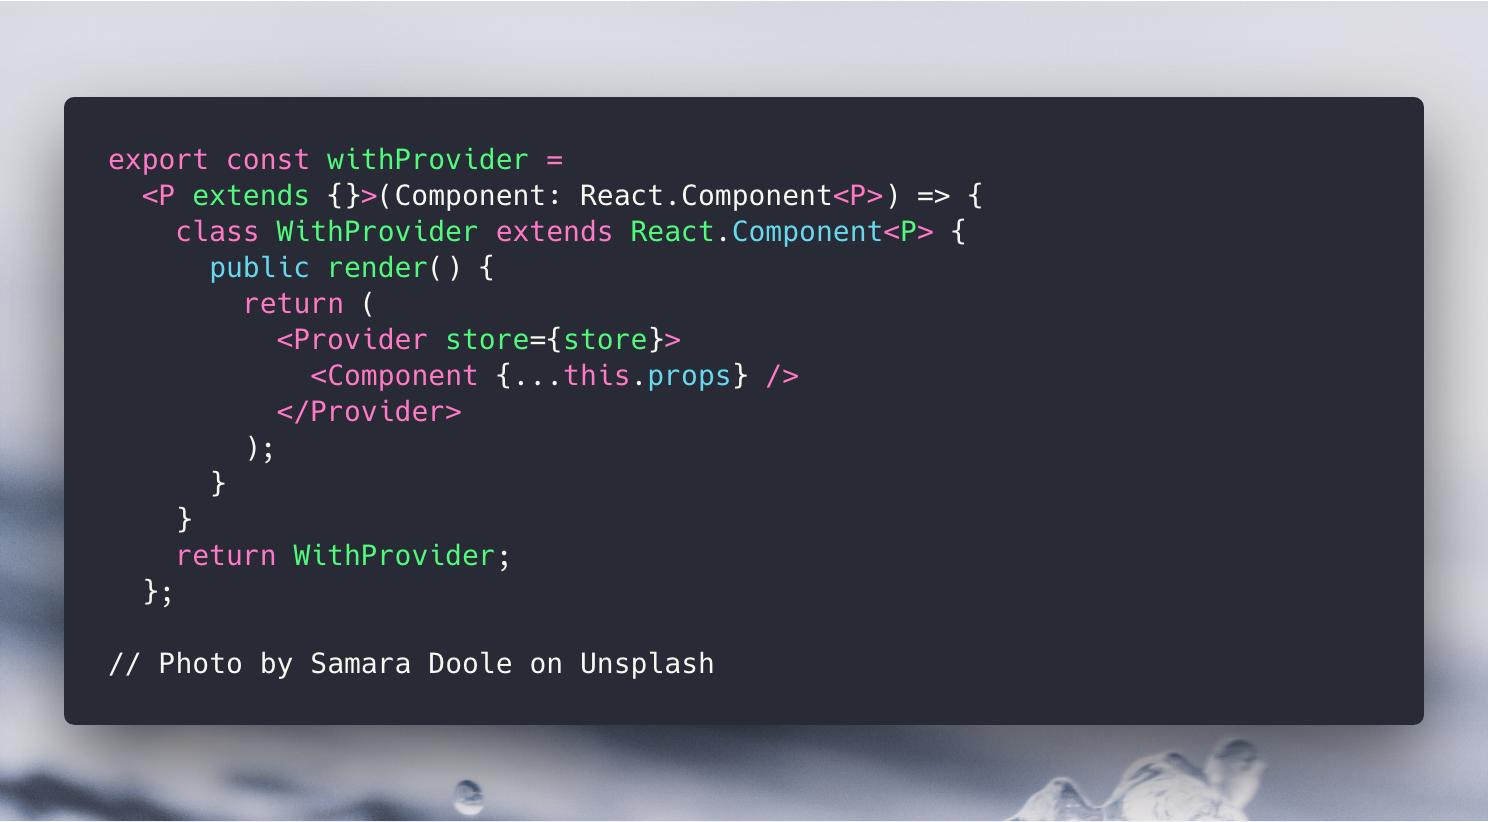 export const withProvider =
  <P extends {}>(Component: React.Component<P>) => {
    class WithProvider extends React.Component<P> {
      public render() {
        return (
          <Provider store={store}>
            <Component {...this.props} />
          </Provider>
        );
      }
    }
    return WithProvider;
  };

// Photo by Samara Doole on Unsplash